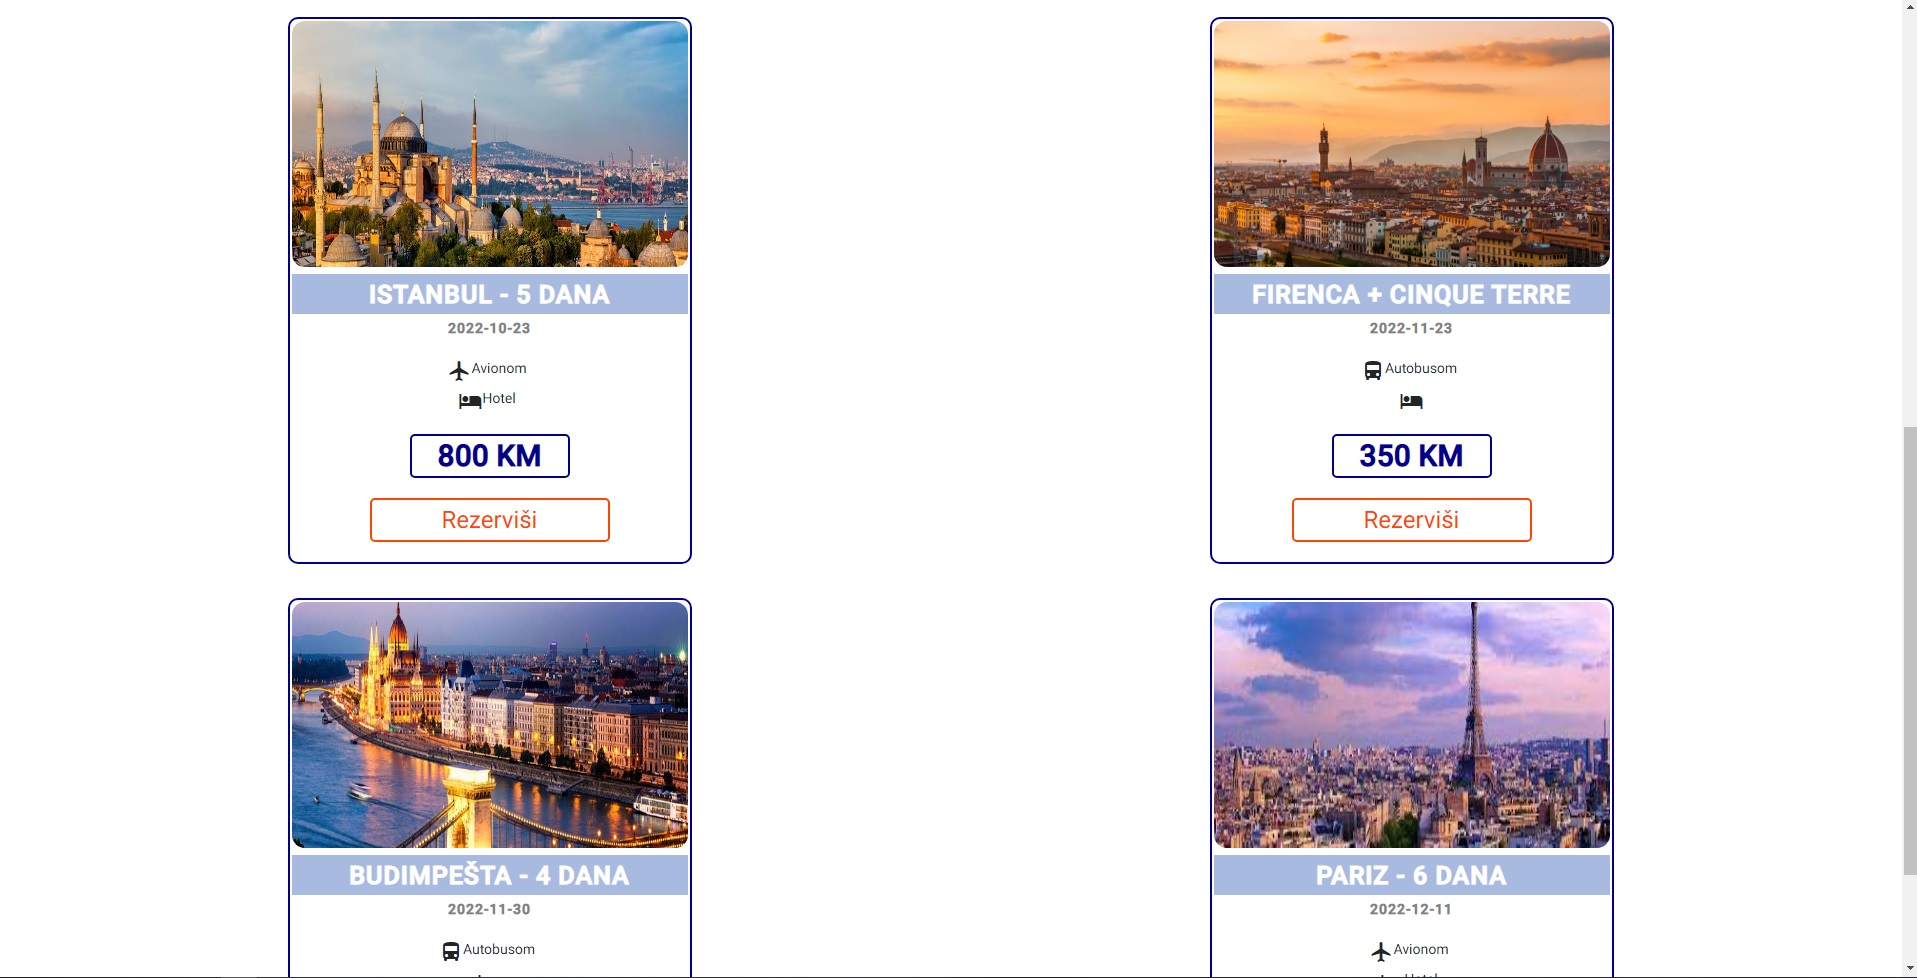 ISTANBUL - 5 DANA
2022-10-23
Avionom
Hotel
800 KM
Rezerviši
FIRENCA + CINQUE TERRE
2022-11-23
Autobusom
350 KM
Rezerviši
BUDIMPEŠTA - 4 DANA
2022-11-30
Autobusom
PARIZ - 6 DANA
2022-12-11
Avionom